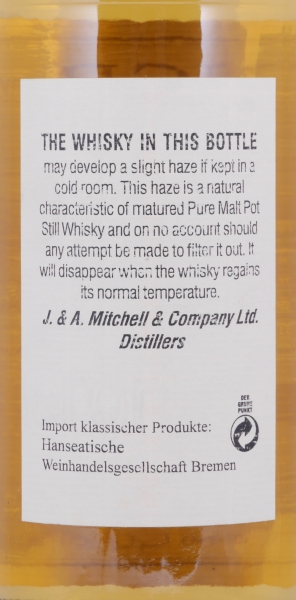 THE WHISKY IN THIS BOTTLE
may develop a slight haze if kept in a
cold room. This haze is a natural
characteristic of matured Pure Malt Pot
Still Whisky and on no account should
any attempt be made to filter it out. It
will disappear when the whisky regains
its normal temperature.
J. & A. Mitchell & Company Ltd.
Distillers
DER
GRÜNE
PUNKT
Import klassischer Produkte:
Hanseatische
Weinhandelsgesellschaft Bremen